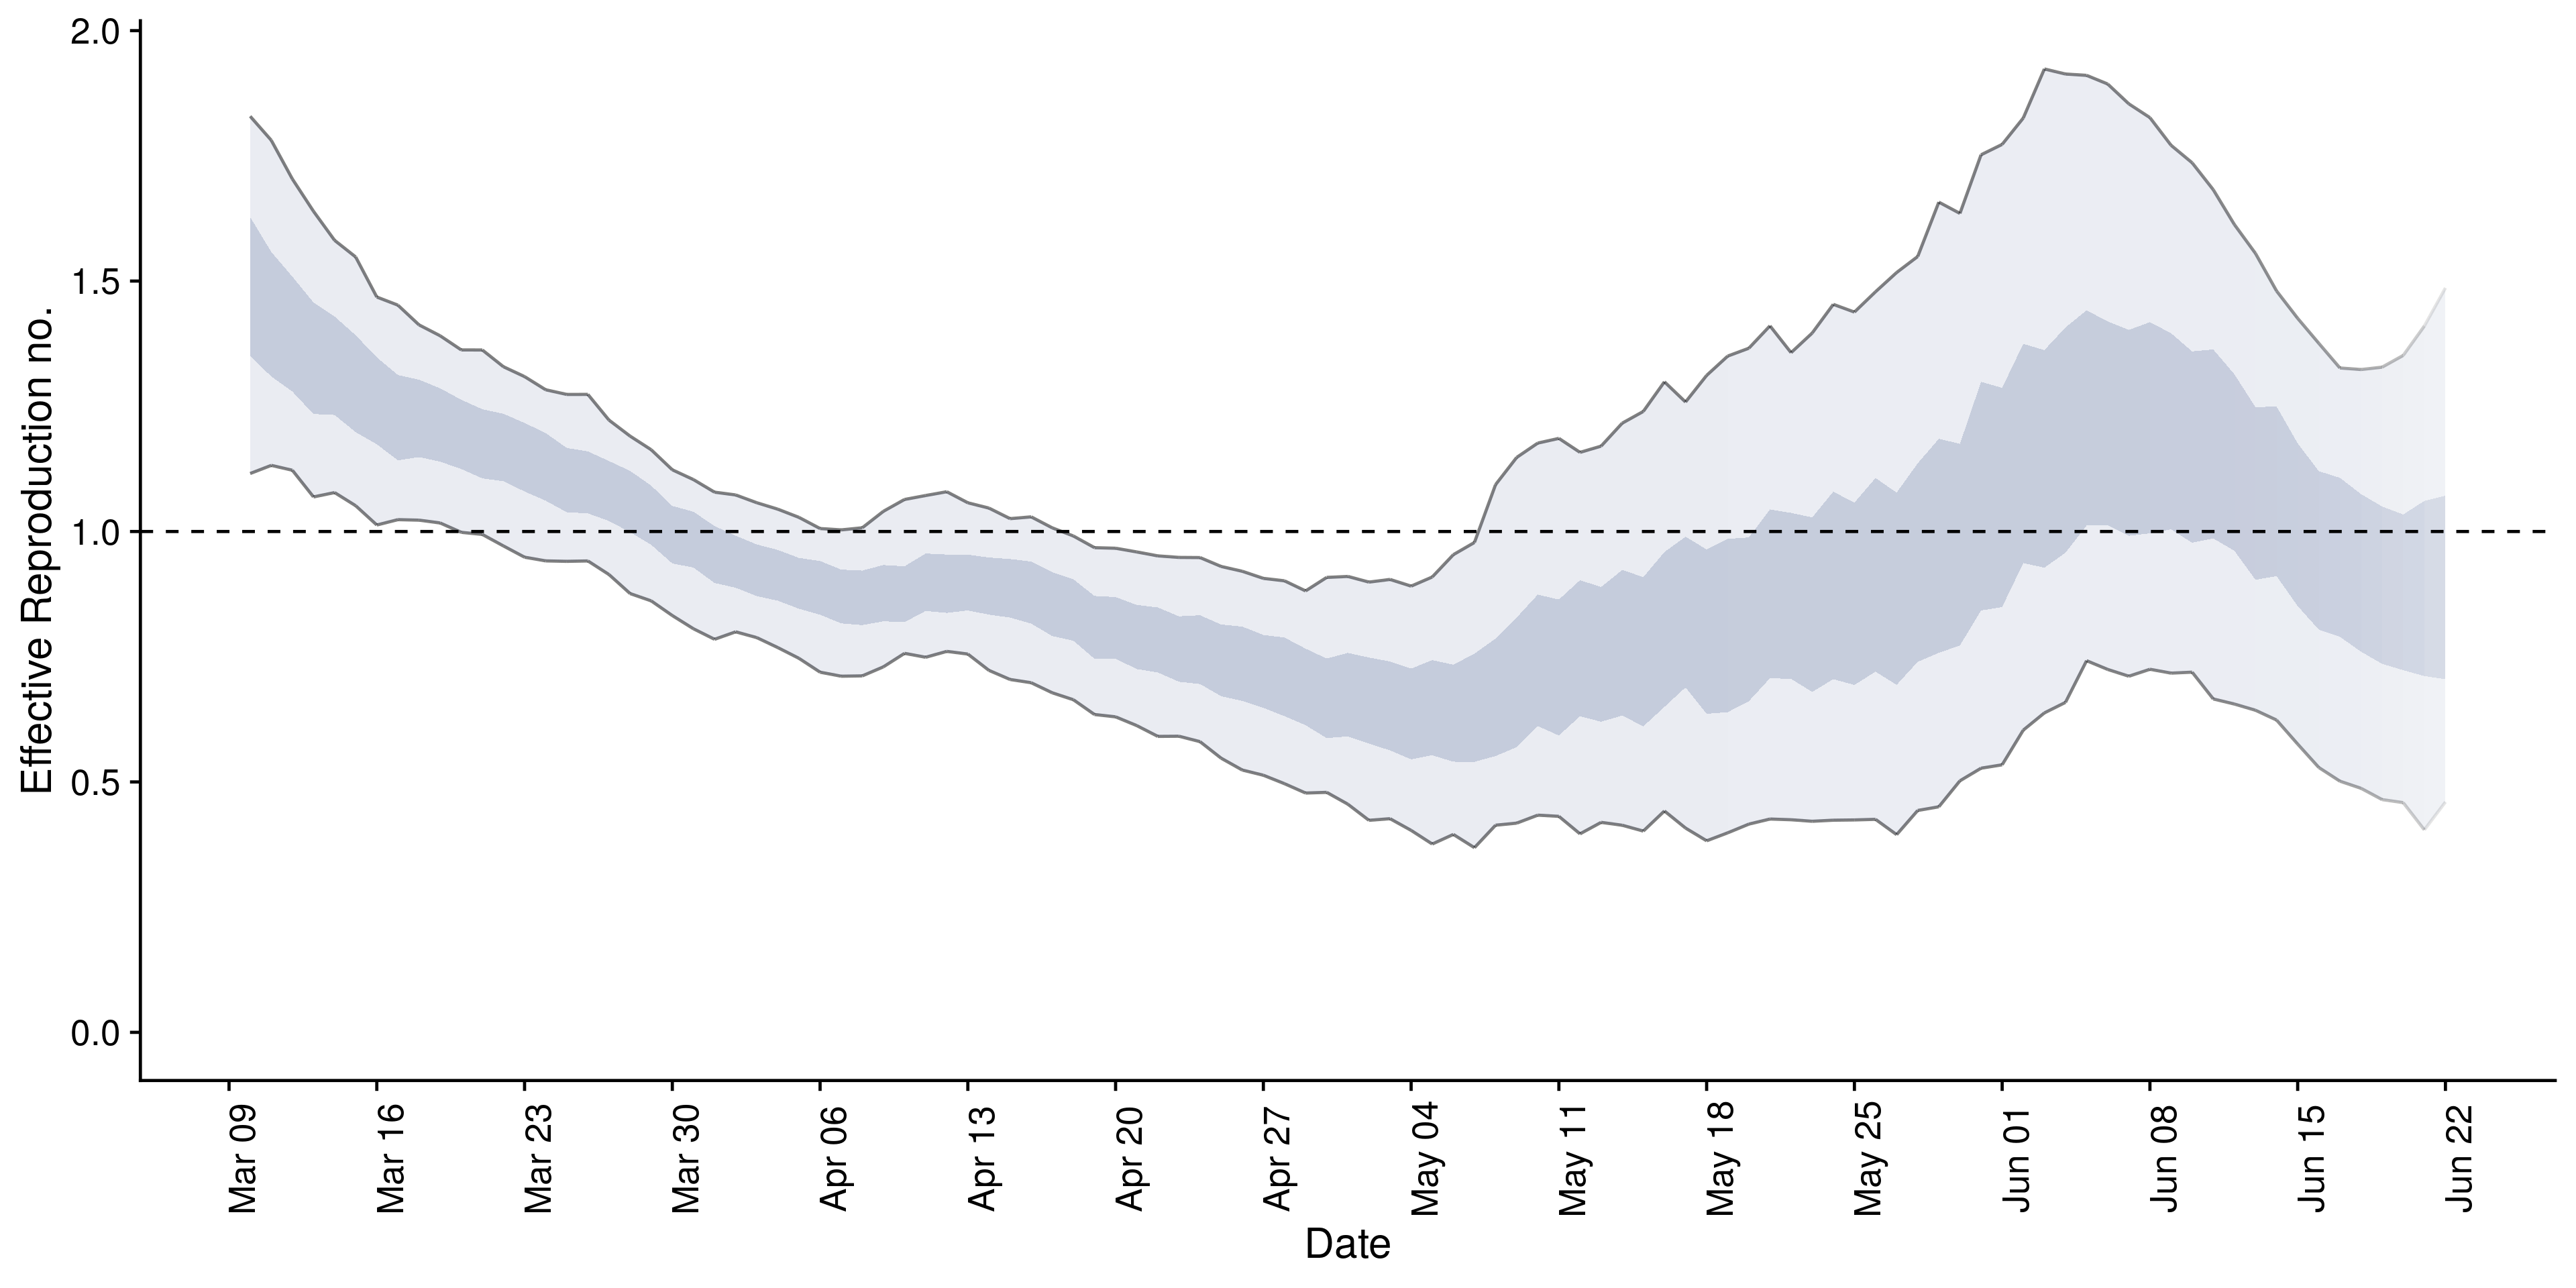 Effective Reproduction no.
2.0
1.5
1.0
0.5
0.0
Mar 09
Mar 16
Mar 23
Mar 30
Apr 06
Apr 13
Apr 20
Apr 27
May 04
May 11
May 18
May 25
Jun 01
Jun 08
Jun 15
Jun 22
Date